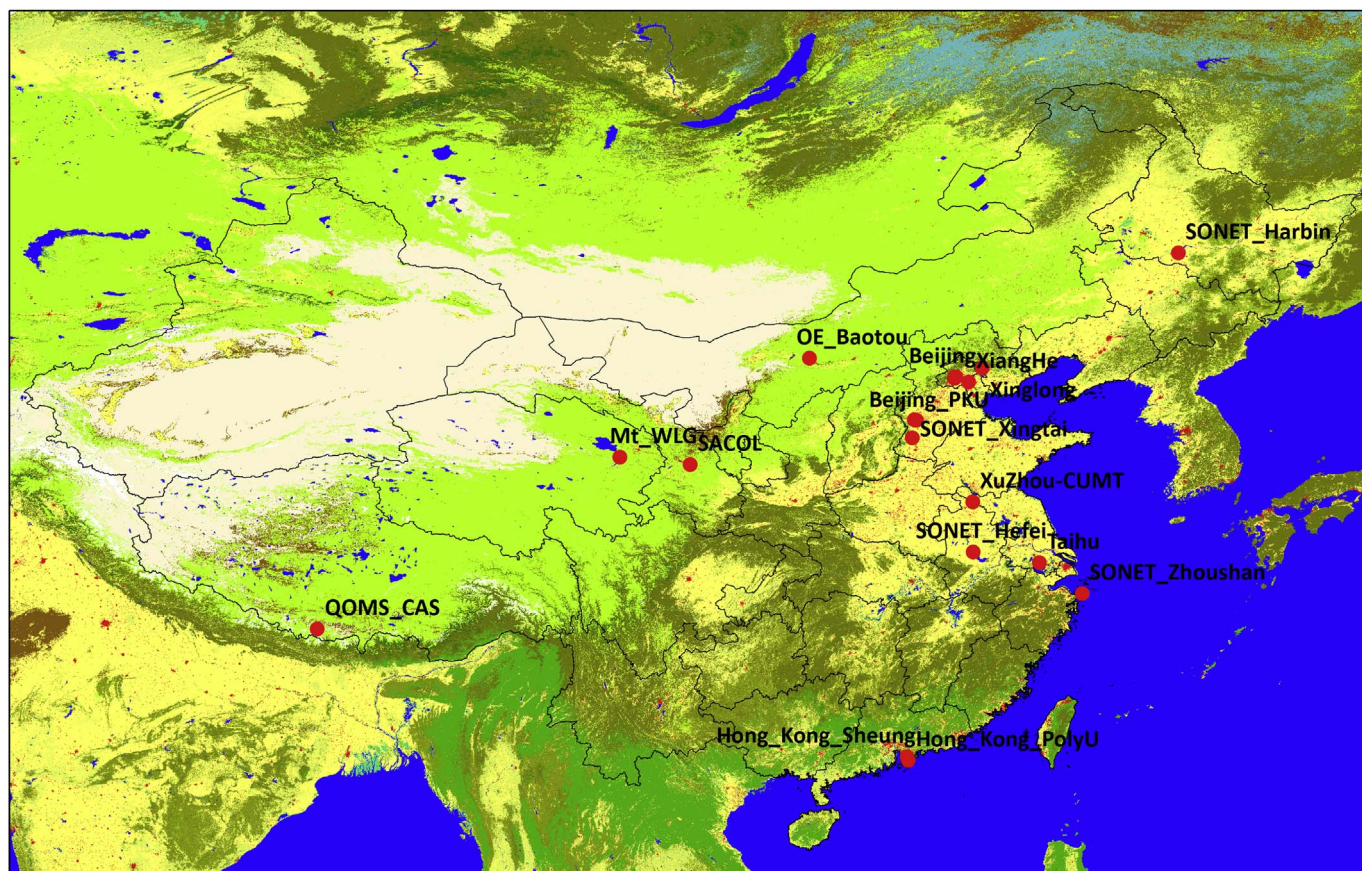 SONET_Harbin
OE_Baotou
Beijing
XiangHe
Xinglong
Beijing_PKU
SONET_Xingtai
Mt_WLG
SACOL
XuZhou-CUMT
SONET_Hefei
Taihu
SONET_Zhoushan
QOMS_CAS
Hong_Kong_Sheung
Hong_Kong_PolyU